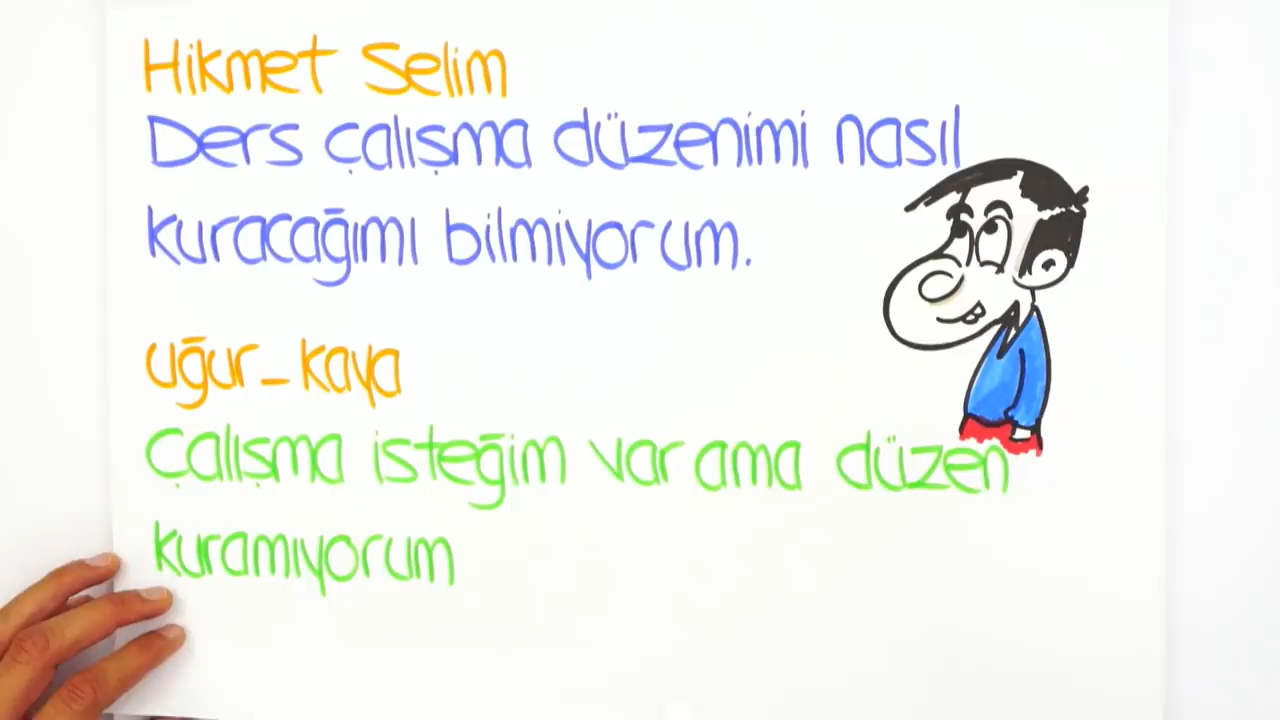 Hikmet Selim
Ders çalışma düzenimi nasıl
kuracağımı bilmiyorum.
uğur_kaya
Çalışma isteğim var ama düzen
kuramıyorum